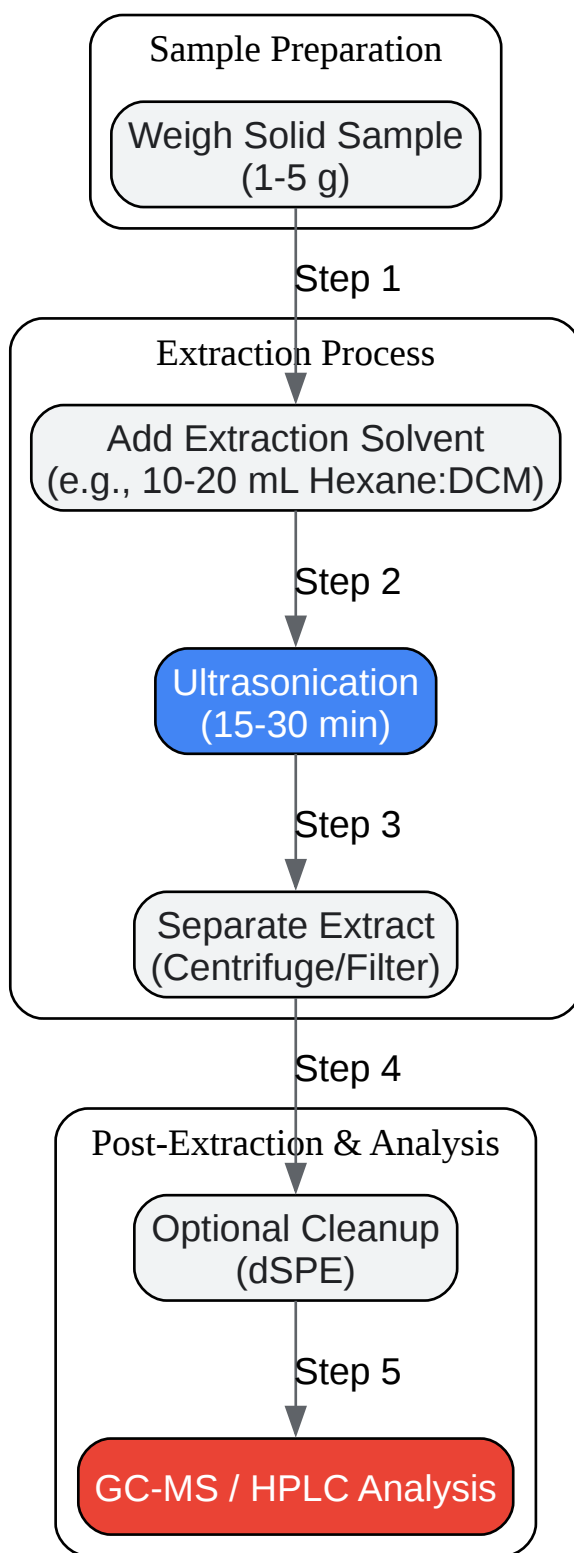 Sample Preparation
Weigh Solid Sample
(1-5 g)
Step 1
Extraction Process
Add Extraction Solvent
(e.g., 10-20 mL Hexane:DCM)
Step 2
Ultrasonication
(15-30 min)
Step 3
Separate Extract
(Centrifuge/Filter)
Step 4
Post-Extraction & Analysis
Optional Cleanup
(dSPE)
Step 5
GC-MS / HPLC Analysis